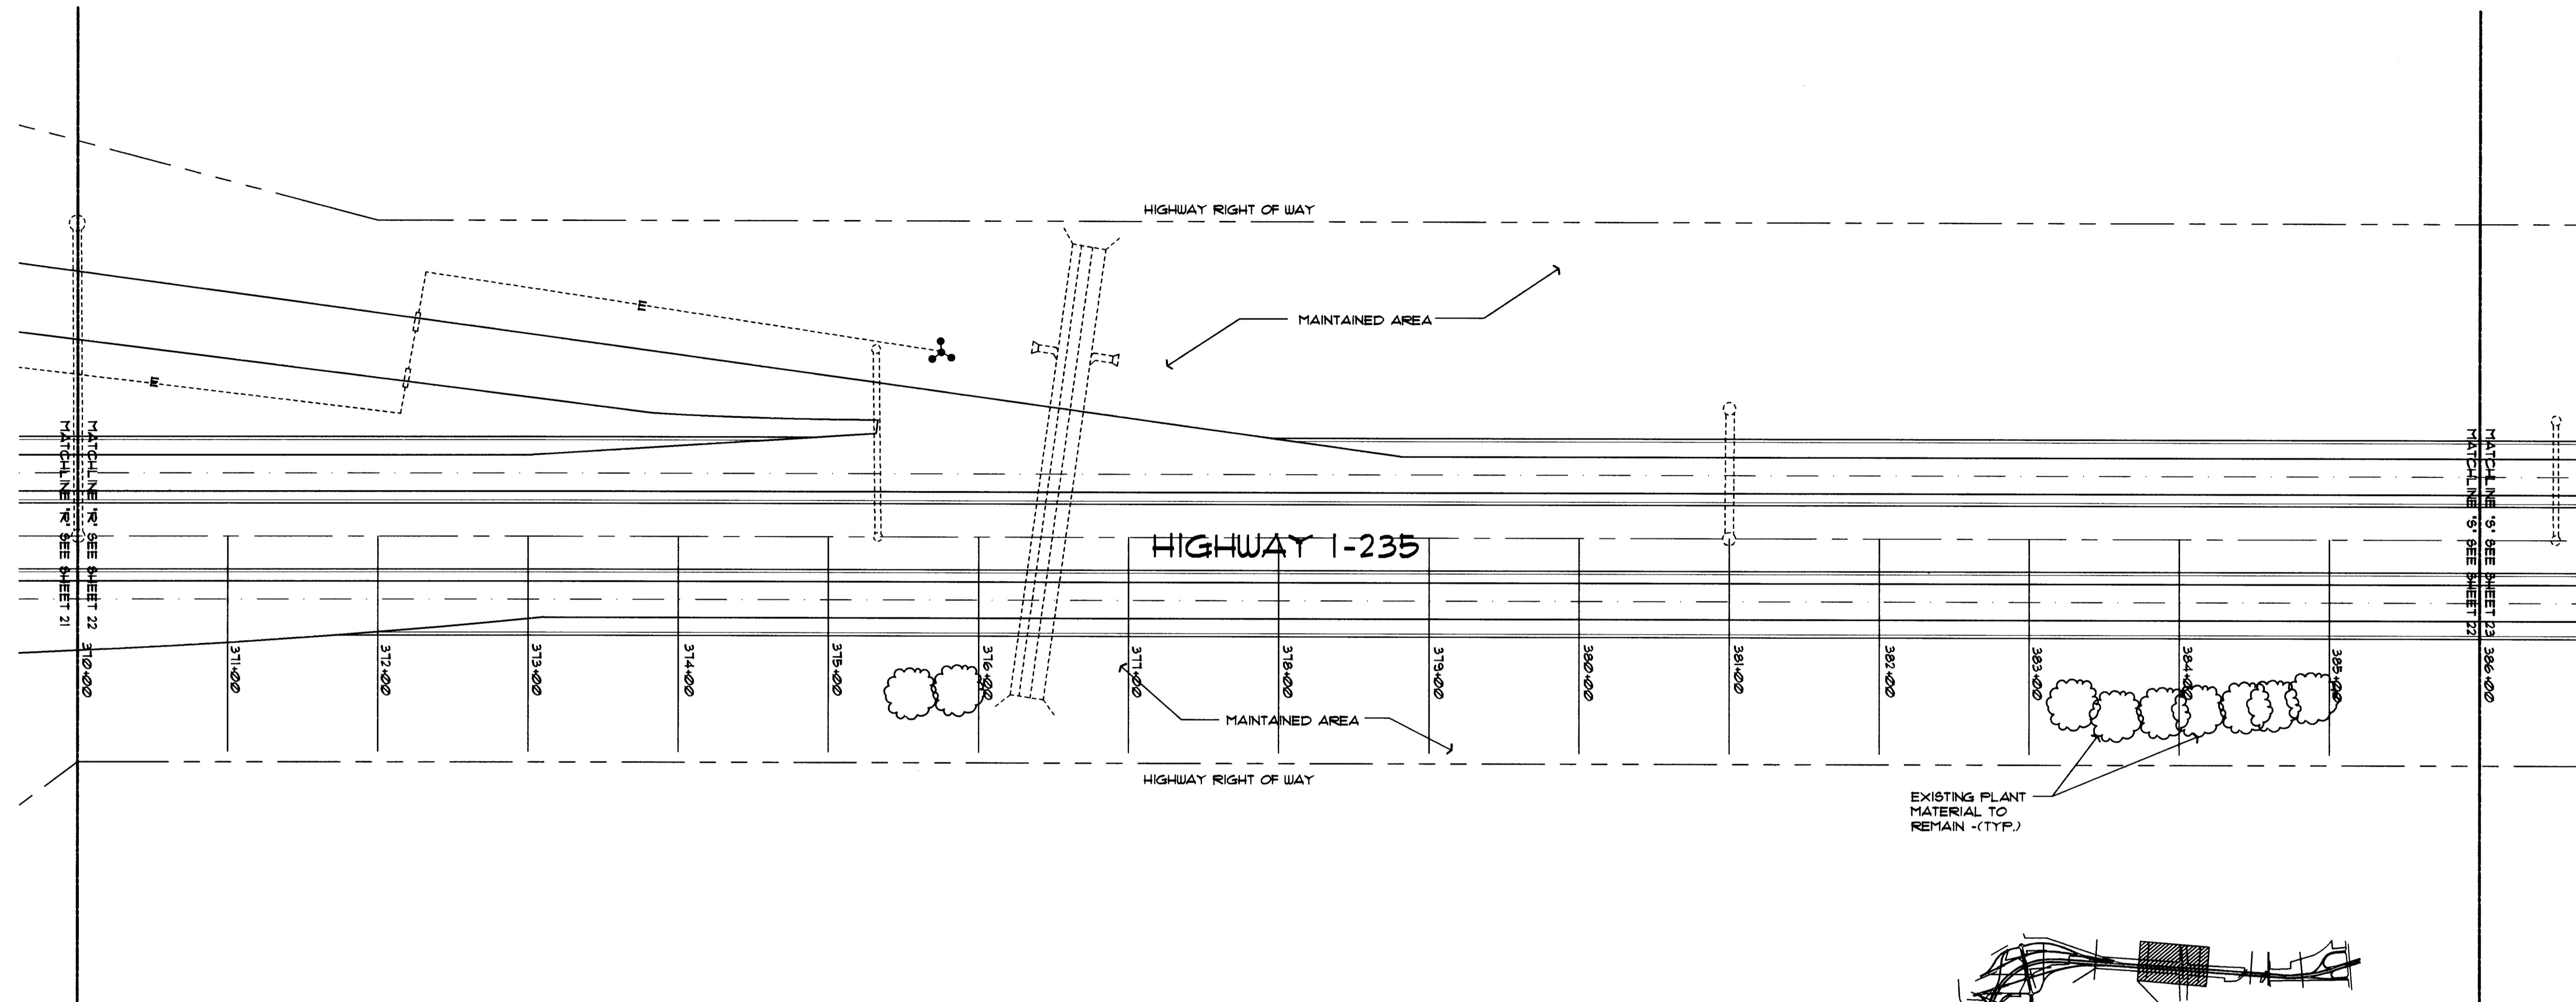 HIGHWAY RIGHT OF WAY
E
MAINTAINED AREA
E
MATCHLINE 'R' SEE SHEET 22
MATCHLINE 'R' SEE SHEET 21
MATCHLINE 'S' SEE SHEET 23
MATCHLINE 'S' SEE SHEET 22
HIGHWAY I-235
370+00
371+00
372+00
373+00
374+00
375+00
376+00
377+00
378+00
379+00
380+00
381+00
382+00
383+00
384+00
385+00
386+00
MAINTAINED AREA
HIGHWAY RIGHT OF WAY
EXISTING PLANT
MATERIAL TO
REMAIN -(TYP.)